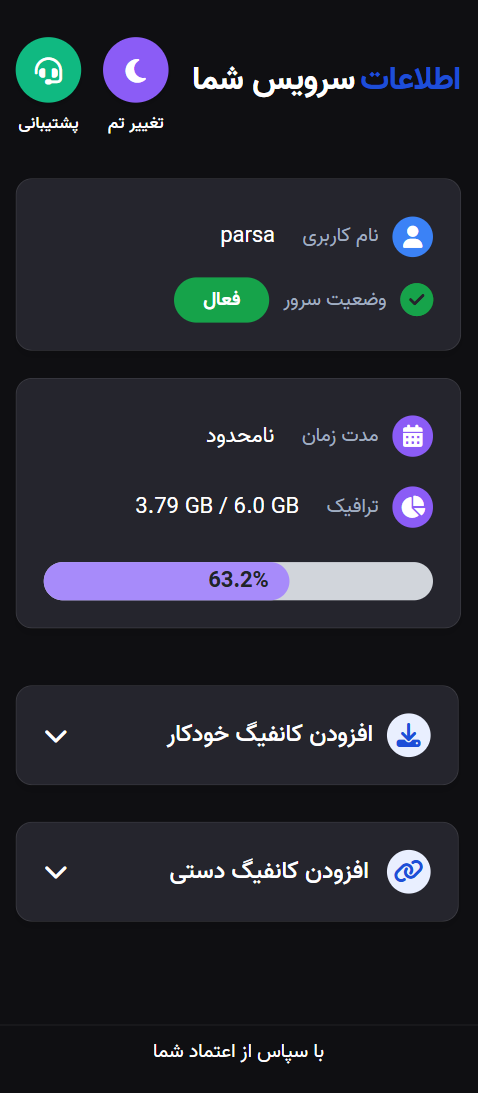 اطلاعات سرویس شما
تغییر تم
پشتیبانی
نام کاربری parsa
وضعیت سرور فعال
مدت زمان نامحدود
ترافیک 3.79 GB / 6.0 GB
63.2%
افزودن کانفیگ خودکار
افزودن کانفیگ دستی
با سپاس از اعتماد شما